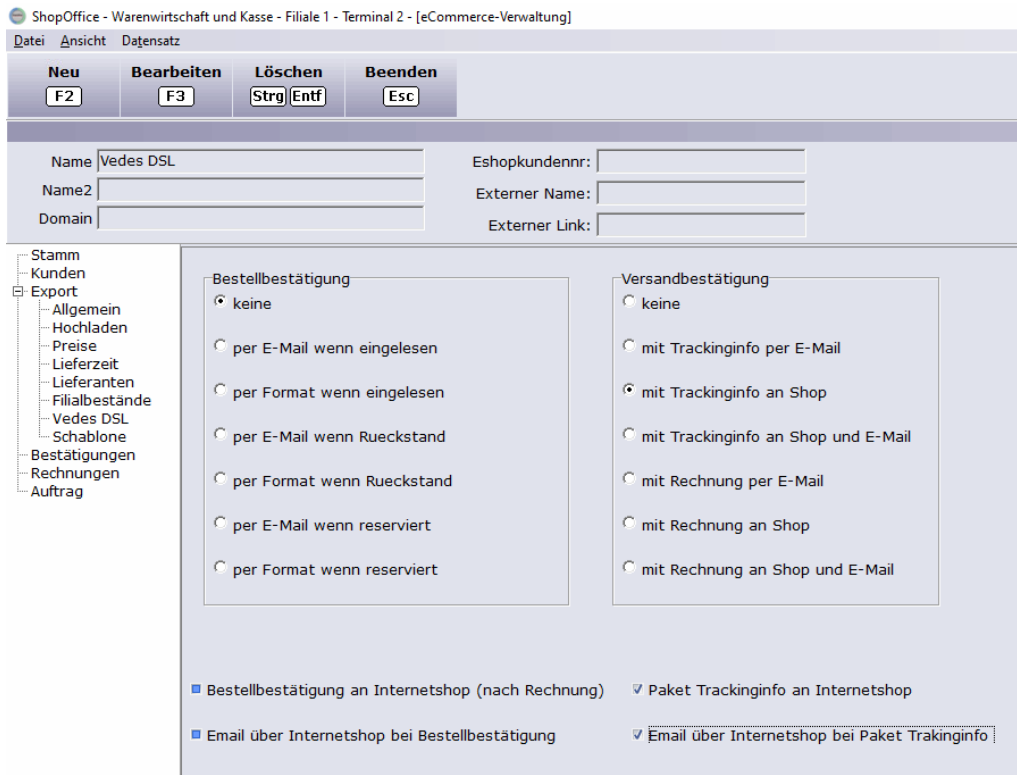 ShopOffice - Warenwirtschaft und Kasse - Filiale 1 - Terminal 2 - [eCommerce-Verwaltung]
Datei Ansicht Datensatz
Neu Bearbeiten Löschen Beenden
F2 F3 Strg Entf Esc
Name Vedes DSL Eshopkundennr:
Name2 Externer Name:
Domain Externer Link:
Stamm
Kunden
Export
Allgemein
Hochladen
Preise
Lieferzeit
Lieferanten
Filialbestände
Vedes DSL
Schablone
Bestätigungen
Rechnungen
Auftrag
Bestellbestätigung
keine
per E-Mail wenn eingelesen
per Format wenn eingelesen
per E-Mail wenn Rueckstand
per Format wenn Rueckstand
per E-Mail wenn reserviert
per Format wenn reserviert
Versandbestätigung
keine
mit Trackinginfo per E-Mail
mit Trackinginfo an Shop
mit Trackinginfo an Shop und E-Mail
mit Rechnung per E-Mail
mit Rechnung an Shop
mit Rechnung an Shop und E-Mail
Bestellbestätigung an Internetshop (nach Rechnung) Paket Trackinginfo an Internetshop
Email über Internetshop bei Bestellbestätigung Email über Internetshop bei Paket Trakinginfo